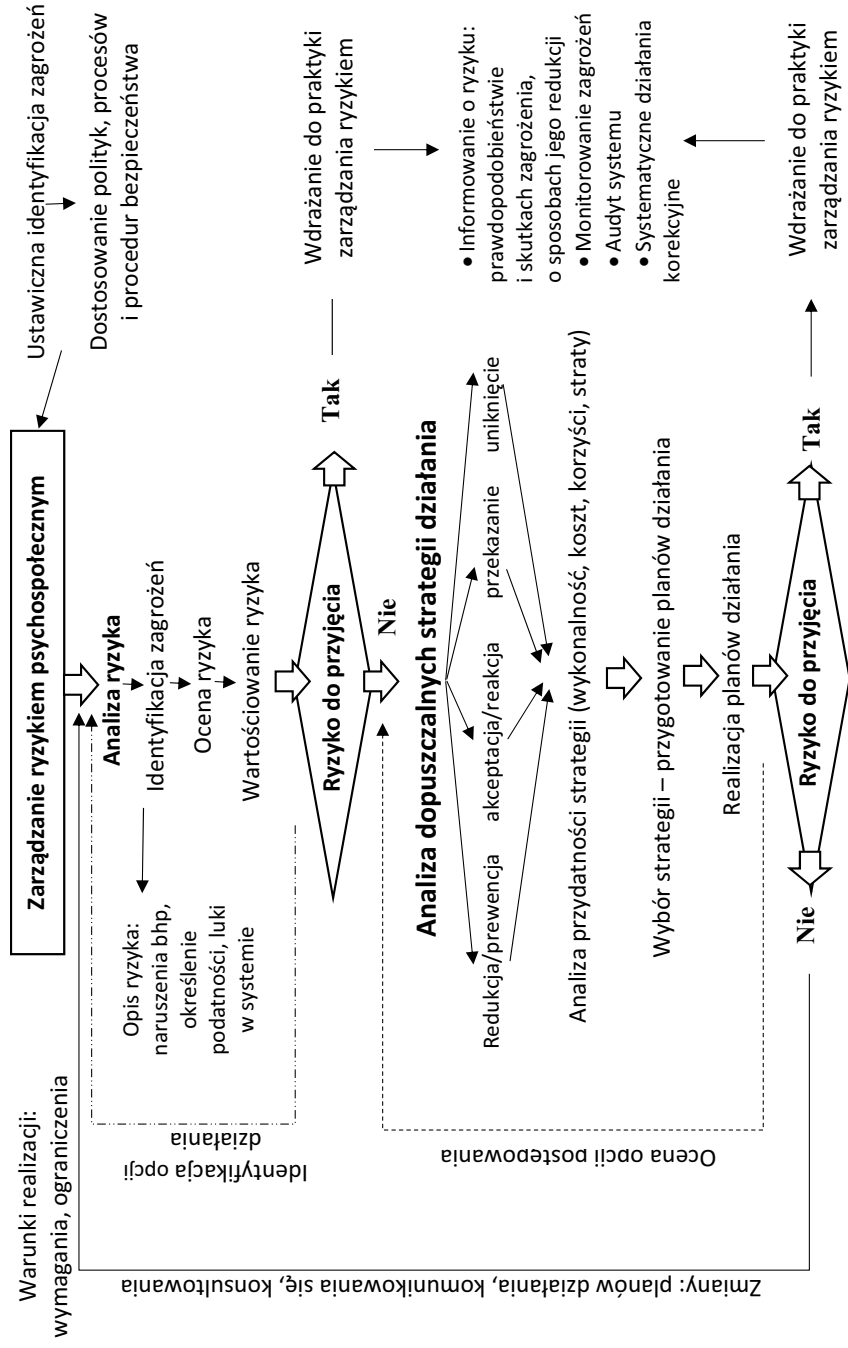 Warunki realizacji:
wymagania, ograniczenia
Zarządzanie ryzykiem psychospołecznym
Ustawiczna identyfikacja zagrożeń
Dostosowanie polityk, procesów
i procedur bezpieczeństwa
Analiza ryzyka
Identyfikacja zagrożeń
Ocena ryzyka
Wartościowanie ryzyka
Opis ryzyka:
naruszenia bhp,
określenie
podatności, luki
w systemie
Identyfikacja opcji
działania
Ryzyko do przyjęcia
Tak
Wdrażanie do praktyki
zarządzania ryzykiem
Nie
Analiza dopuszczalnych strategii działania
Redukcja/prewencja
akceptacja/reakcja
przekazanie
uniknięcie
• Informowanie o ryzyku:
prawdopodobieństwie
i skutkach zagrożenia,
o sposobach jego redukcji
• Monitorowanie zagrożeń
• Audyt systemu
• Systematyczne działania
korekcyjne
Analiza przydatności strategii (wykonalność, koszt, korzyści, straty)
Wybór strategii – przygotowanie planów działania
Realizacja planów działania
Ocena opcji postępowania
Ryzyko do przyjęcia
Nie
Tak
Wdrażanie do praktyki
zarządzania ryzykiem
Zmiany: planów działania, komunikowania się, konsultowania